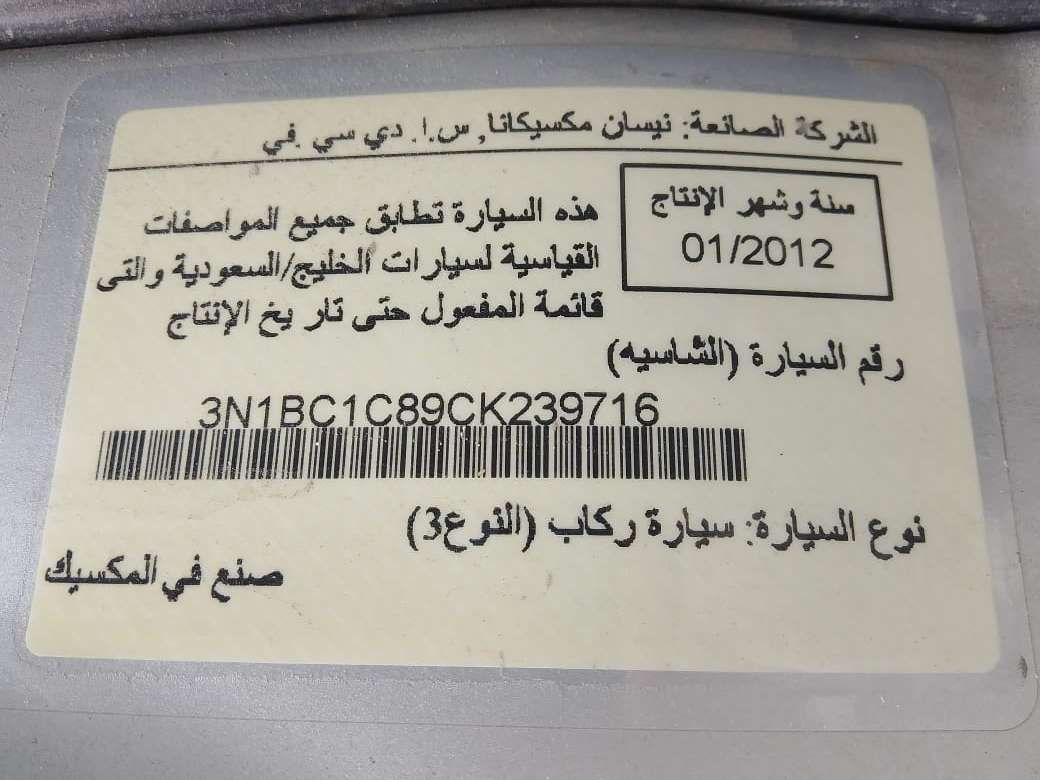 الشركة الصانعة: نيسان مكسيكانا, س.ا. دي سي .في
سنة وشهر الإنتاج
01/2012
هذه السيارة تطابق جميع المواصفات
القياسية لسيارات الخليج/السعودية والتى
قائمة المفعول حتى تار يخ الإنتاج
رقم السيارة (الشاسيه)
3N1BC1C89CK239716
نوع السيارة: سيارة ركاب (النوع3)
صنع في المكسيك